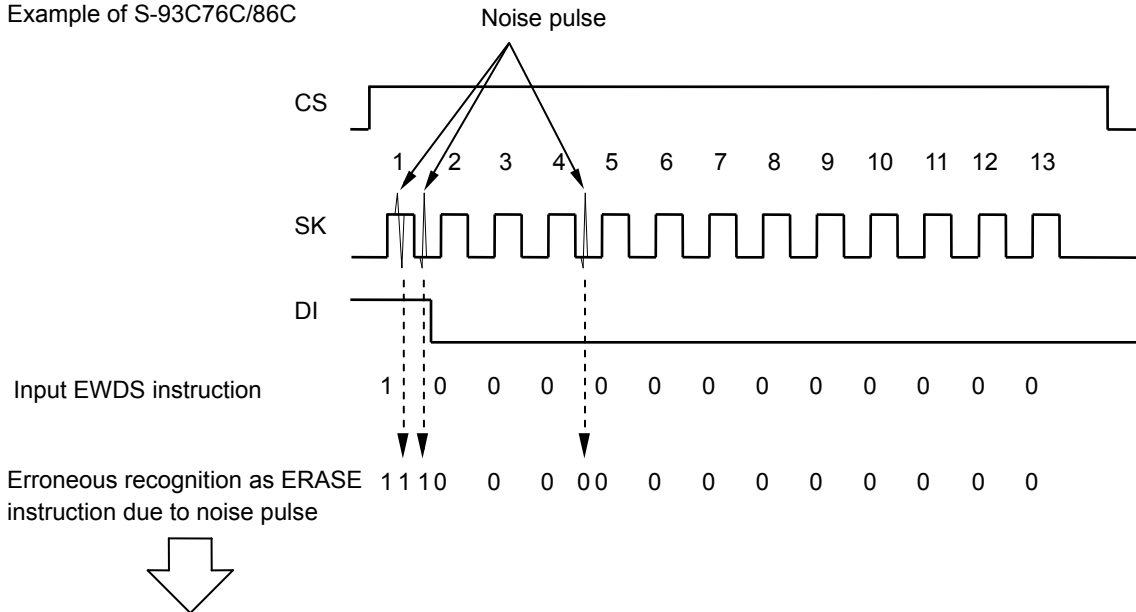 Example of S-93C76C/86C
Noise pulse
CS
1 2 3 4 5 6 7 8 9 10 11 12 13
SK
DI
Input EWDS instruction 1 0 0 0 0 0 0 0 0 0 0 0 0
Erroneous recognition as ERASE 1 1 1 0 0 0 0 0 0 0 0 0 0 0 0 0
instruction due to noise pulse